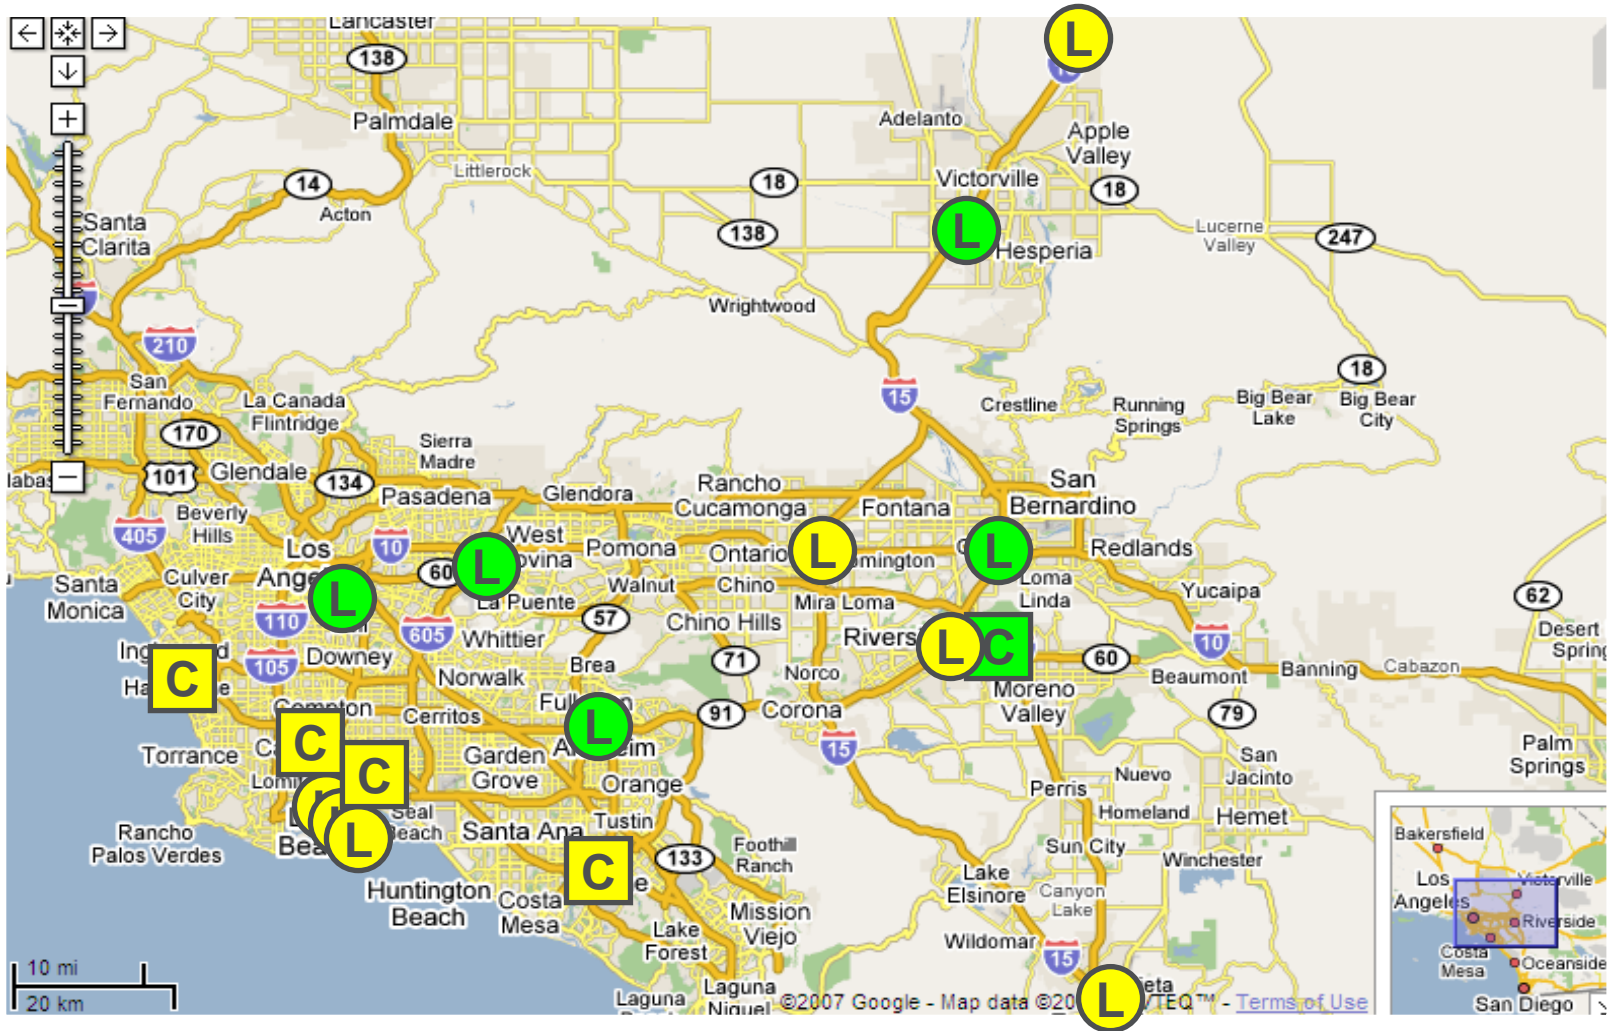 Lancaster
L
138
Palmdale
Adelanto
Apple
Valley
Littlerock
14
18
Victorville
18
Acton
Santa
Clarita
138
L
Hesperia
Lucerne
Valley
247
Wrightwood
210
18
15
San
Fernando
La Canada
Flintridge
Crestline
Running
Springs
Big Bear
Lake
Big Bear
City
170
Sierra
Madre
101
Glendale
134
Pasadena
Glendora
Rancho
Cucamonga
Fontana
San
Bernardino
Beverly
Hills
405
Los
10
West
Pomona
Ontario
L
L
Redlands
Santa
Monica
Culver
City
L
60
L
La Puente
Walnut
Chino
Mira Loma
Loma
Linda
Yucaipa
62
110
605
Whittier
57
Chino Hills
L
C
10
Desert
105
Downey
Brea
71
60
Banning
Cabazon
C
Norwalk
Norco
Moreno
Valley
Beaumont
Compton
Cerritos
L
91
Corona
79
C
Torrance
Garden
Grove
15
San
Jacinto
Palm
Springs
C
Orange
Perris
Nuevo
L
Seal
Beach
Santa Ana
Tustin
Homeland
Hemet
Rancho
Palos Verdes
133
Foothill
Ranch
Sun City
Winchester
C
Huntington
Beach
Costa
Mesa
Lake
Elsinore
Canyon
Lake
Mission
Viejo
Lake
Forest
Wildomar
15
L
Laguna
Laguna
Niguel
10 mi
20 km
Bakersfield
Los
Angeles
Victorville
Riverside
Costa
Mesa
Oceanside
San Diego
©2007 Google - Map data ©20
TEQ™ - Terms of Use